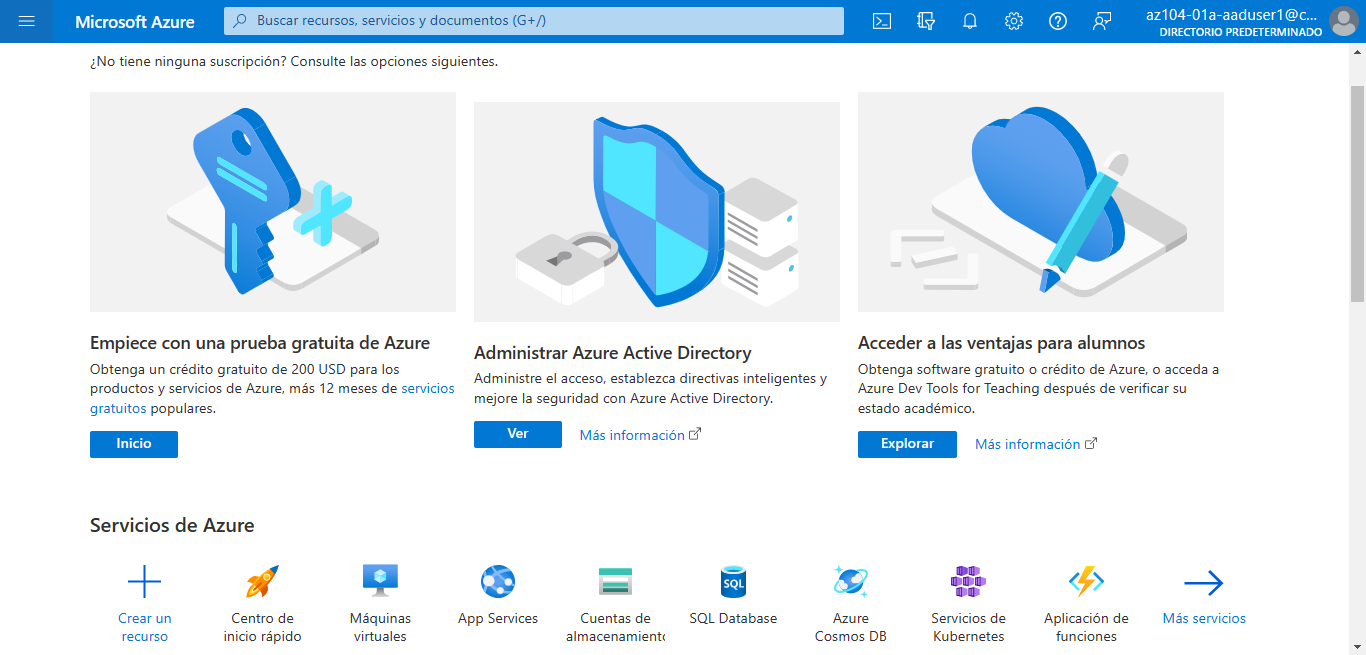 Microsoft Azure
Buscar recursos, servicios y documentos (G+/)
az104-01a-aaduser1@c...
DIRECTORIO PREDETERMINADO
¿No tiene ninguna suscripción? Consulte las opciones siguientes.
Empiece con una prueba gratuita de Azure
Obtenga un crédito gratuito de 200 USD para los
productos y servicios de Azure, más 12 meses de servicios
gratuitos populares.
Inicio
Administrar Azure Active Directory
Administre el acceso, establezca directivas inteligentes y
mejore la seguridad con Azure Active Directory.
Ver
Más información
Acceder a las ventajas para alumnos
Obtenga software gratuito o crédito de Azure, o acceda a
Azure Dev Tools for Teaching después de verificar su
estado académico.
Explorar
Más información
Servicios de Azure
Crear un
recurso
Centro de
inicio rápido
Máquinas
virtuales
App Services
Cuentas de
almacenamiento
SQL
SQL Database
Azure
Cosmos DB
Servicios de
Kubernetes
Aplicación de
funciones
Más servicios